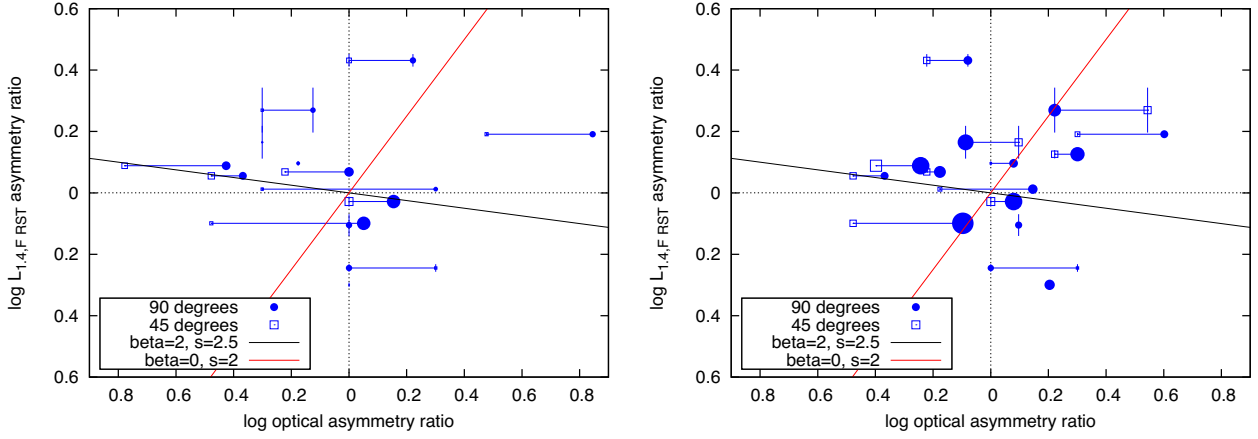 0.6
0.4
0.2
0
0.2
0.4
0.6
log L1.4,F RST asymmetry ratio
90 degrees
45 degrees
beta=2, s=2.5
beta=0, s=2
0.8 0.6 0.4 0.2 0 0.2 0.4 0.6 0.8
log optical asymmetry ratio
0.6
0.4
0.2
0
0.2
0.4
0.6
log L1.4,F RST asymmetry ratio
90 degrees
45 degrees
beta=2, s=2.5
beta=0, s=2
0.8 0.6 0.4 0.2 0 0.2 0.4 0.6 0.8
log optical asymmetry ratio